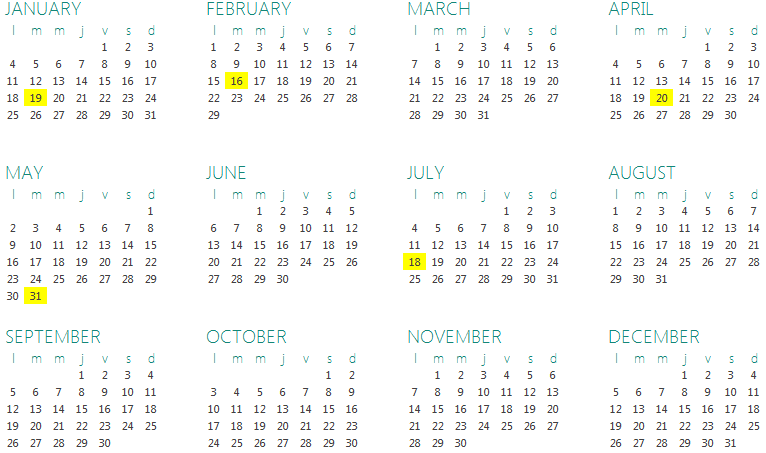 JANUARY
l m m j v s d
1 2 3
4 5 6 7 8 9 10
11 12 13 14 15 16 17
18 19 20 21 22 23 24
25 26 27 28 29 30 31
FEBRUARY
l m m j v s d
1 2 3 4 5 6 7
8 9 10 11 12 13 14
15 16 17 18 19 20 21
22 23 24 25 26 27 28
29
MARCH
l m m j v s d
1 2 3 4 5 6
7 8 9 10 11 12 13
14 15 16 17 18 19 20
21 22 23 24 25 26 27
28 29 30 31
APRIL
l m m j v s d
1 2 3
4 5 6 7 8 9 10
11 12 13 14 15 16 17
18 19 20 21 22 23 24
25 26 27 28 29 30
MAY
l m m j v s d
1
2 3 4 5 6 7 8
9 10 11 12 13 14 15
16 17 18 19 20 21 22
23 24 25 26 27 28 29
30 31
JUNE
l m m j v s d
1 2 3 4 5
6 7 8 9 10 11 12
13 14 15 16 17 18 19
20 21 22 23 24 25 26
27 28 29 30
JULY
l m m j v s d
1 2 3
4 5 6 7 8 9 10
11 12 13 14 15 16 17
18 19 20 21 22 23 24
25 26 27 28 29 30 31
AUGUST
l m m j v s d
1 2 3 4 5 6 7
8 9 10 11 12 13 14
15 16 17 18 19 20 21
22 23 24 25 26 27 28
29 30 31
SEPTEMBER
l m m j v s d
1 2 3 4
5 6 7 8 9 10 11
12 13 14 15 16 17 18
19 20 21 22 23 24 25
26 27 28 29 30
OCTOBER
l m m j v s d
1 2
3 4 5 6 7 8 9
10 11 12 13 14 15 16
17 18 19 20 21 22 23
24 25 26 27 28 29 30
NOVEMBER
l m m j v s d
1 2 3 4 5 6
7 8 9 10 11 12 13
14 15 16 17 18 19 20
21 22 23 24 25 26 27
28 29 30
DECEMBER
l m m j v s d
1 2 3 4
5 6 7 8 9 10 11
12 13 14 15 16 17 18
19 20 21 22 23 24 25
26 27 28 29 30 31